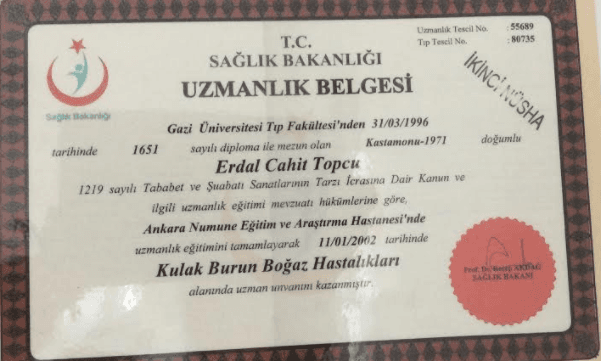 Uzmanlık Tescil No. : 55689
Tıp Tescil No. : 80735
T.C.
SAĞLIK BAKANLIĞI
UZMANLIK BELGESİ
İKİNCİ NÜSHA
Sağlık Bakanlığı
Gazi Üniversitesi Tıp Fakültesi'nden 31/03/1996
tarihinde 1651 sayılı diploma ile mezun olan Kastamonu-1971 doğumlu
Erdal Cahit Topcu
1219 sayılı Tababet ve Şuabatı Sanatlarının Tarzı İcrasına Dair Kanun ve
ilgili uzmanlık eğitimi mevzuatı hükümlerine göre,
Ankara Numune Eğitim ve Araştırma Hastanesi'nde
uzmanlık eğitimini tamamlayarak 11/01/2002 tarihinde
Kulak Burun Boğaz Hastalıkları
alanında uzman unvanını kazanmıştır.
Prof. Dr. Recep AKDAĞ
SAĞLIK BAKANI